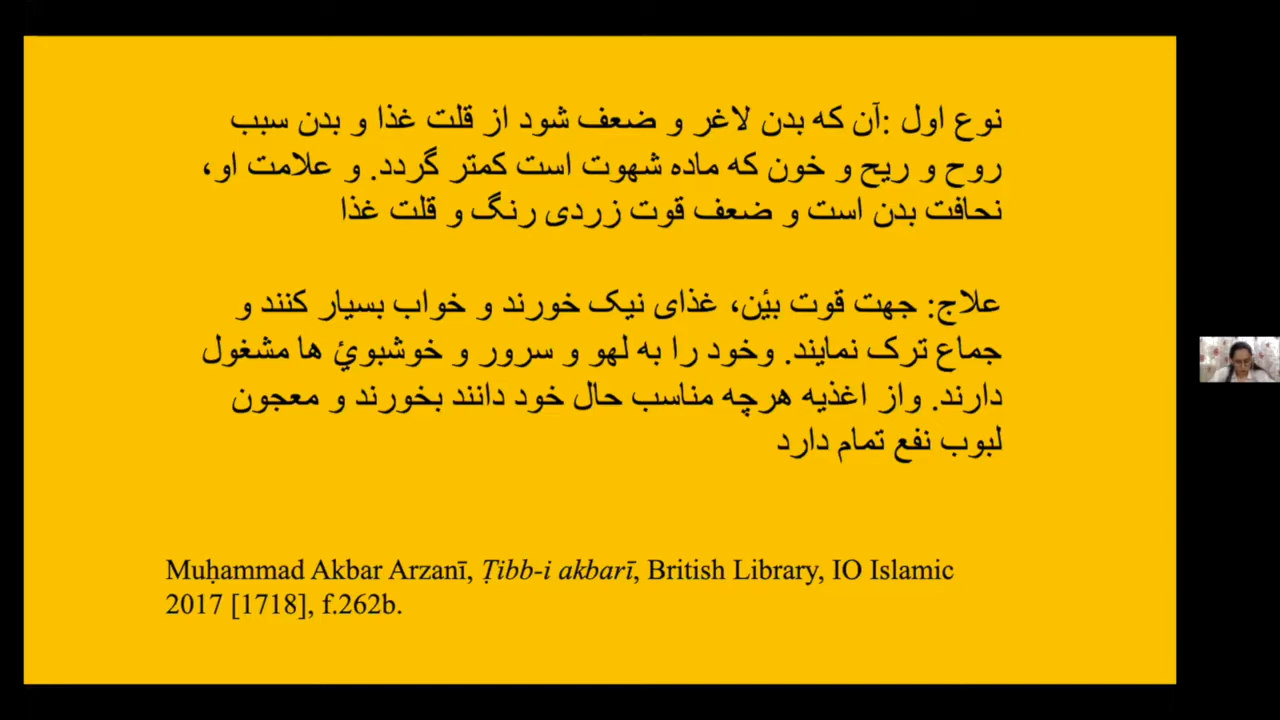 نوع اول :آن که بدن لاغر و ضعف شود از قلت غذا و بدن سبب
روح و ریح و خون که ماده شهوت است کمتر گردد. و علامت او،
نحافت بدن است و ضعف قوت زردی رنگ و قلت غذا
علاج: جهت قوت بیٔن، غذای نیک خورند و خواب بسیار کنند و
جماع ترک نمایند. وخود را به لهو و سرور و خوشبویٔ ها مشغول
دارند. واز اغذیه هرچه مناسب حال خود دانند بخورند و معجون
لبوب نفع تمام دارد
Muḥammad Akbar Arzanī, Ṭibb-i akbarī, British Library, IO Islamic
2017 [1718], f.262b.